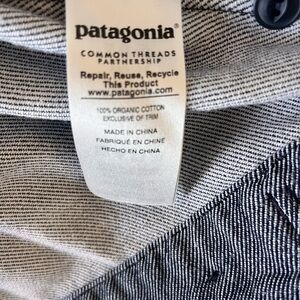 patagonia®
COMMON THREADS
PARTNERSHIP
Repair, Reuse, Recycle
This Product
www.patagonia.com
100% ORGANIC COTTON
EXCLUSIVE OF TRIM
MADE IN CHINA
FABRIQUÉ EN CHINE
HECHO EN CHINA